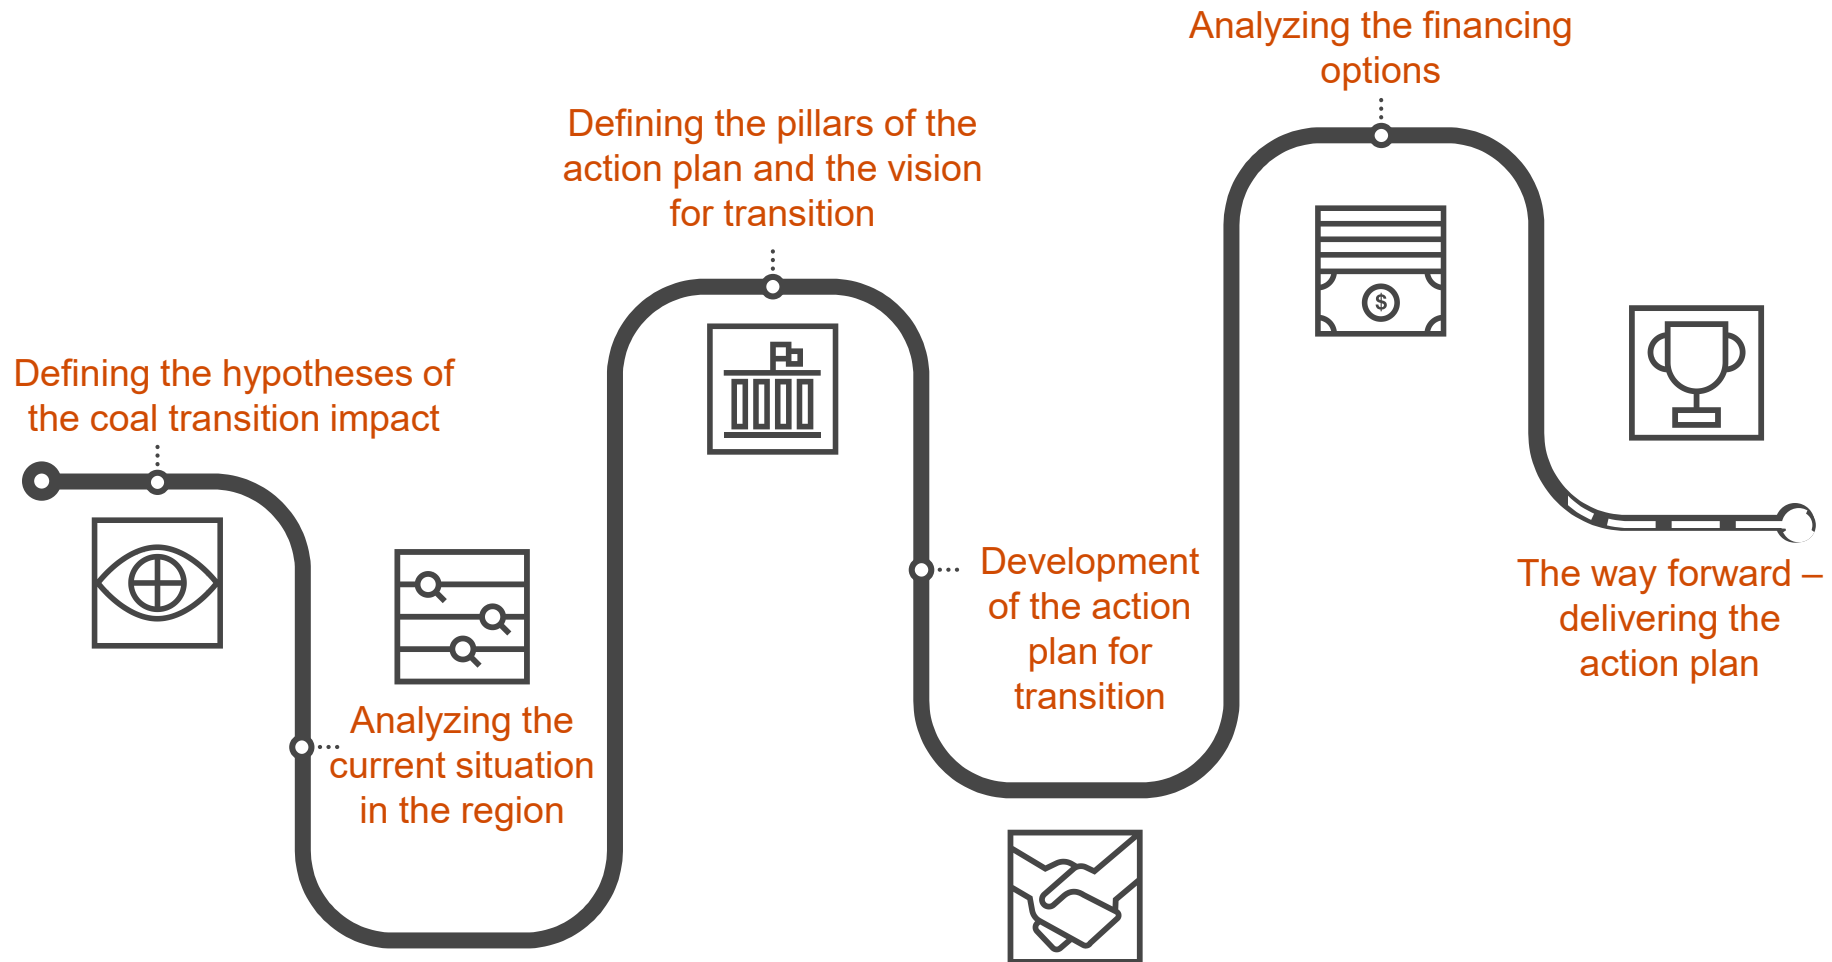 Defining the hypotheses of
the coal transition impact
Analyzing the
current situation
in the region
Defining the pillars of the
action plan and the vision
for transition
Development
of the action
plan for
transition
Analyzing the financing
options
$
The way forward –
delivering the
action plan